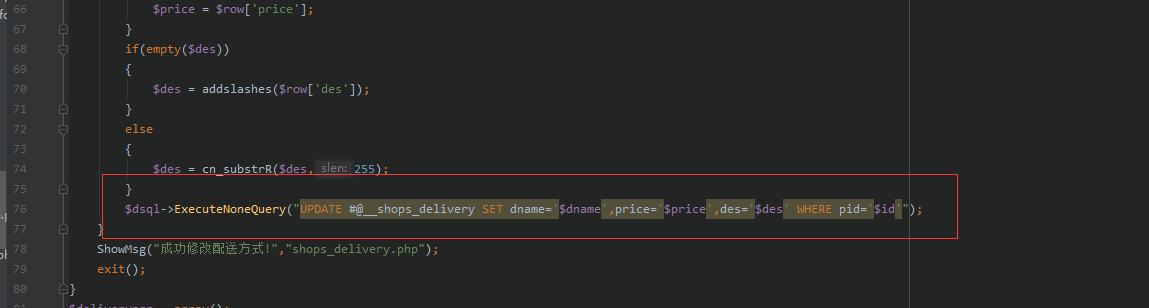 66 $price = $row['price'];
67 }
68 if(empty($des))
69 {
70 $des = addslashes($row['des']);
71 }
72 else
73 {
74 $des = cn_substrR($des, slen: 255);
75 }
76 $dsql->ExecuteNoneQuery("UPDATE #@__shops_delivery SET dname='$dname',price='$price',des='$des' WHERE pid='$id'");
77 }
78 ShowMsg("成功修改配送方式!","shops_delivery.php");
79 exit();
80 }